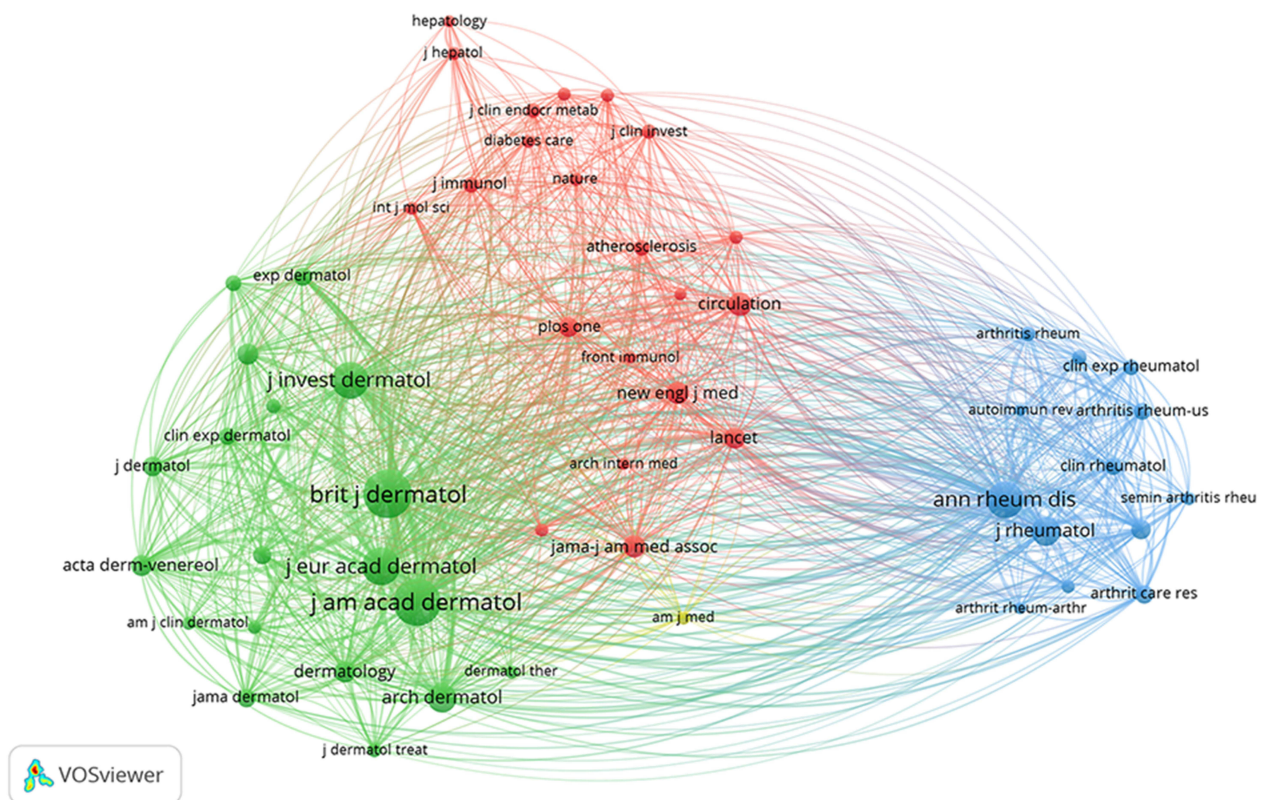 hepatology
j hepatol
j clin endocr metab
j clin invest
diabetes care
nature
j immunol
int j mol sci
atherosclerosis
exp dermatol
circulation
plos one
arthritis rheum
front immunol
clin exp rheumatol
j invest dermatol
new engl j med
autoimmun rev
arthritis rheum-us
clin exp dermatol
lancet
j dermatol
arch intern med
clin rheumatol
brit j dermatol
ann rheum dis
semin arthritis rheu
j rheumatol
jama-j am med assoc
acta derm-venereol
j eur acad dermatol
arthrit care res
j am acad dermatol
arthrit rheum-arthr
am j med
am j clin dermatol
dermatology
dermatol ther
jama dermatol
arch dermatol
j dermatol treat
VOSviewer